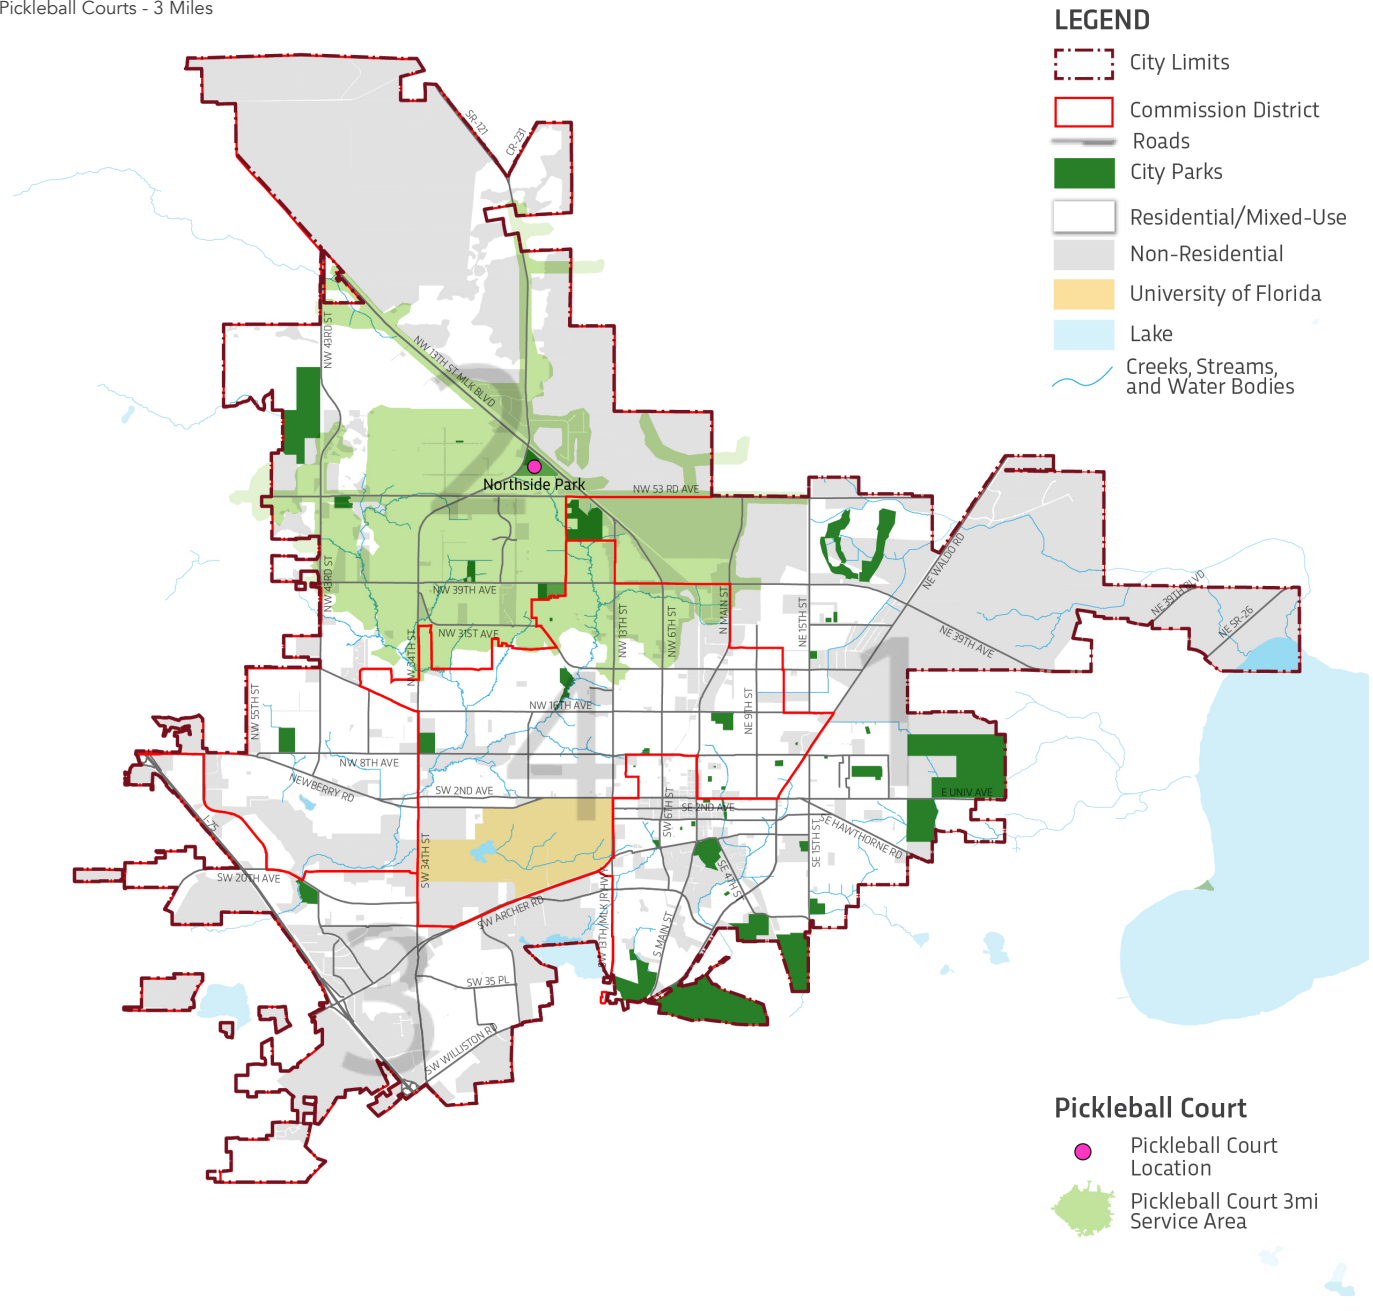 Pickleball Courts - 3 Miles
LEGEND
City Limits
Commission District
Roads
City Parks
Residential/Mixed-Use
Non-Residential
University of Florida
Lake
Creeks, Streams,
and Water Bodies
SR-121
CR-231
NW 43RD ST
NW 13TH ST MLK BLVD
2
Northside Park
NW 53 RD AVE
NE WALDO RD
NW 43RD ST
NW 39TH AVE
NE 39TH BLVD
NE SR-26
NW 31ST AVE
NW 34TH ST
NW 13TH ST
NW 6TH ST
N MAIN ST
NE 15TH ST
NE 39TH AVE
1
NW 55TH ST
NW 16TH AVE
NE 9TH ST
4
NW 8TH AVE
NEWBERRY RD
SW 2ND AVE
E UNIV AVE
SE 2ND AVE
SW 6TH ST
I-75
SE HAWTHORNE RD
SE 15TH ST
SW 34TH ST
SW 20TH AVE
SE 4TH ST
SW ARCHER RD
SW 13TH/MLK JR HWY
S MAIN ST
3
SW 35 PL
SW WILLISTON RD
Pickleball Court
Pickleball Court
Location
Pickleball Court 3mi
Service Area